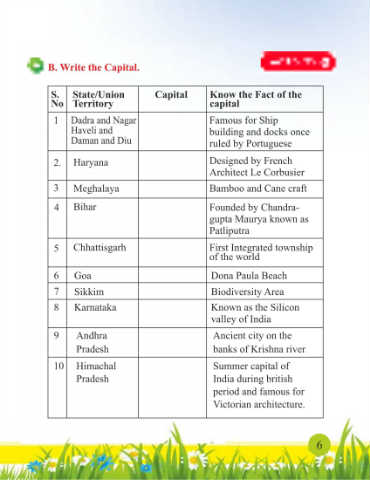 B. Write the Capital.
S. No State/Union Territory Capital Know the Fact of the capital
1 Dadra and Nagar Haveli and Daman and Diu Famous for Ship building and docks once ruled by Portuguese
2. Haryana Designed by French Architect Le Corbusier
3 Meghalaya Bamboo and Cane craft
4 Bihar Founded by Chandra-gupta Maurya known as Patliputra
5 Chhattisgarh First Integrated township of the world
6 Goa Dona Paula Beach
7 Sikkim Biodiversity Area
8 Karnataka Known as the Silicon valley of India
9 Andhra Pradesh Ancient city on the banks of Krishna river
10 Himachal Pradesh Summer capital of India during british period and famous for Victorian architecture.
6